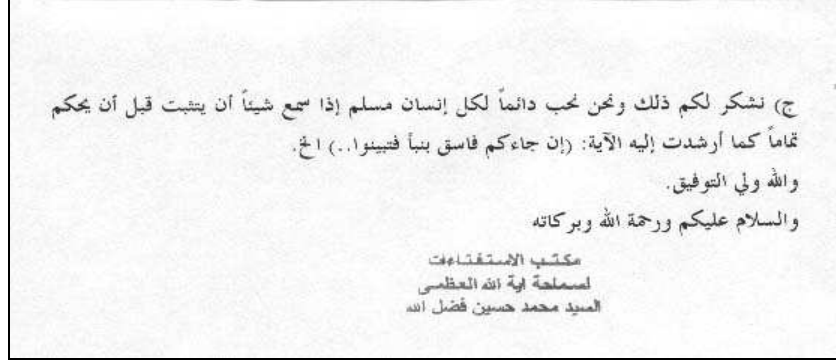 ج) نشكر لكم ذلك ونحن نحب دائماً لكل إنسان مسلم إذا سمع شيئاً أن يتثبت قبل أن يحكم
تماماً كما أرشدت إليه الآية: (إن جاءكم فاسق بنبأ فتبينوا..) الخ.
والله ولي التوفيق.
والسلام عليكم ورحمة الله وبركاته
مكتب الاستفتاءات
لسماحة اية الله العظمى
السيد محمد حسين فضل الله